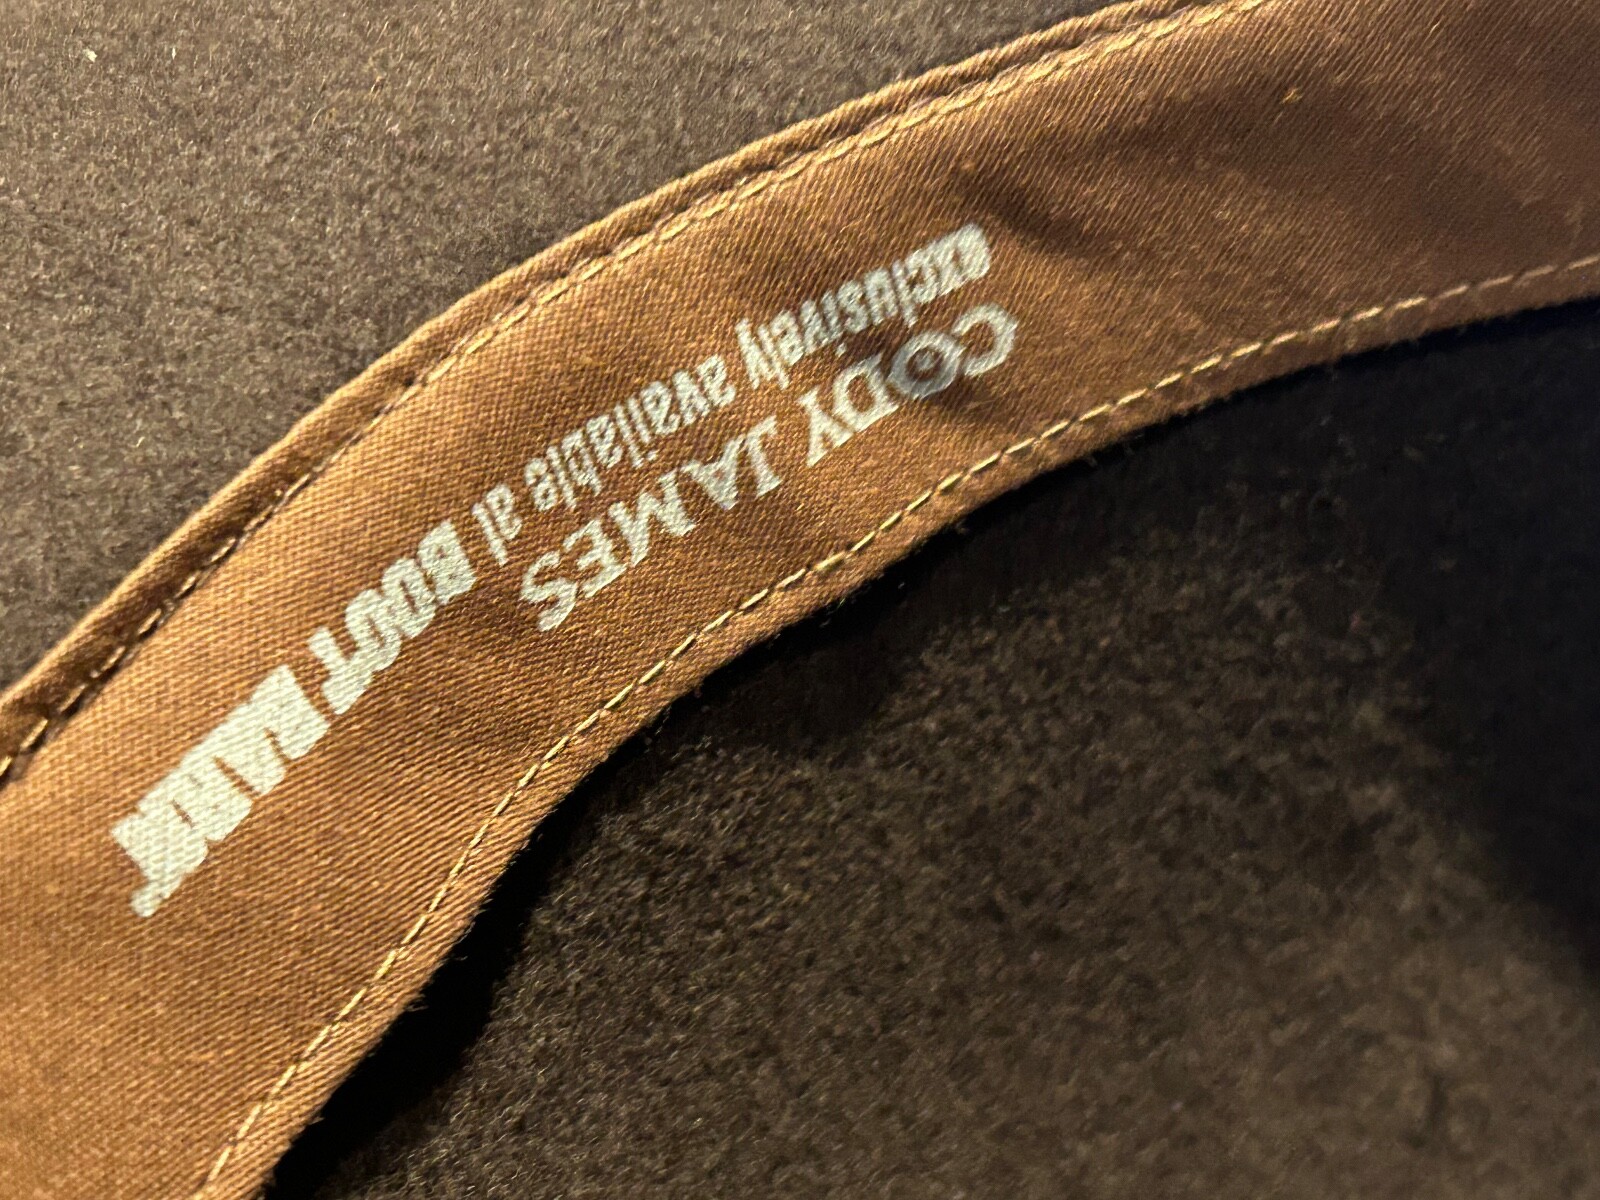 CODY JAMES
exclusively available at BOOT BARN